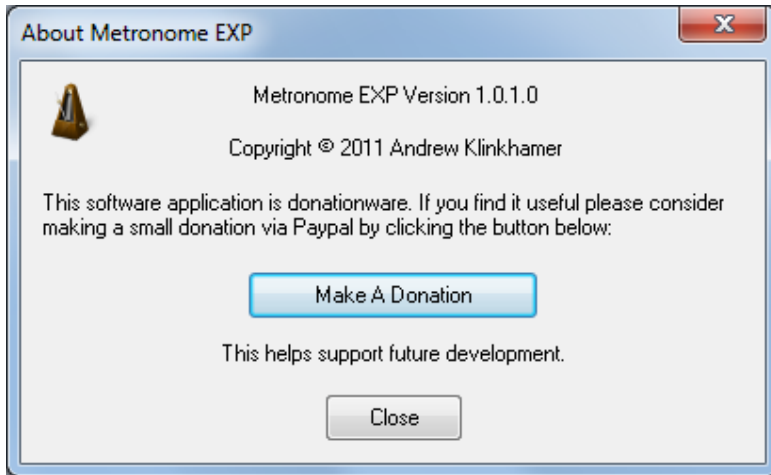 About Metronome EXP
Metronome EXP Version 1.0.1.0
Copyright © 2011 Andrew Klinkhamer
This software application is donationware. If you find it useful please consider
making a small donation via Paypal by clicking the button below:
Make A Donation
This helps support future development.
Close